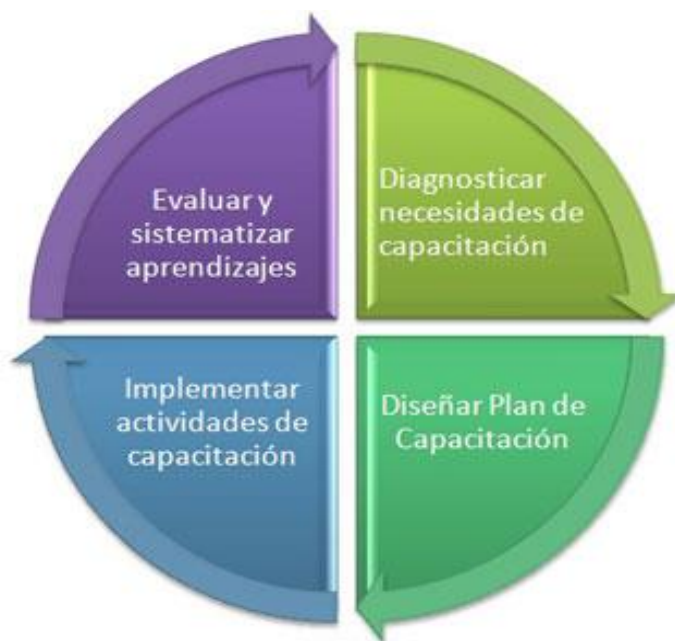 Evaluar y
sistematizar
aprendizajes
Diagnosticar
necesidades de
capacitación
Implementar
actividades de
capacitación
Diseñar Plan de
Capacitación